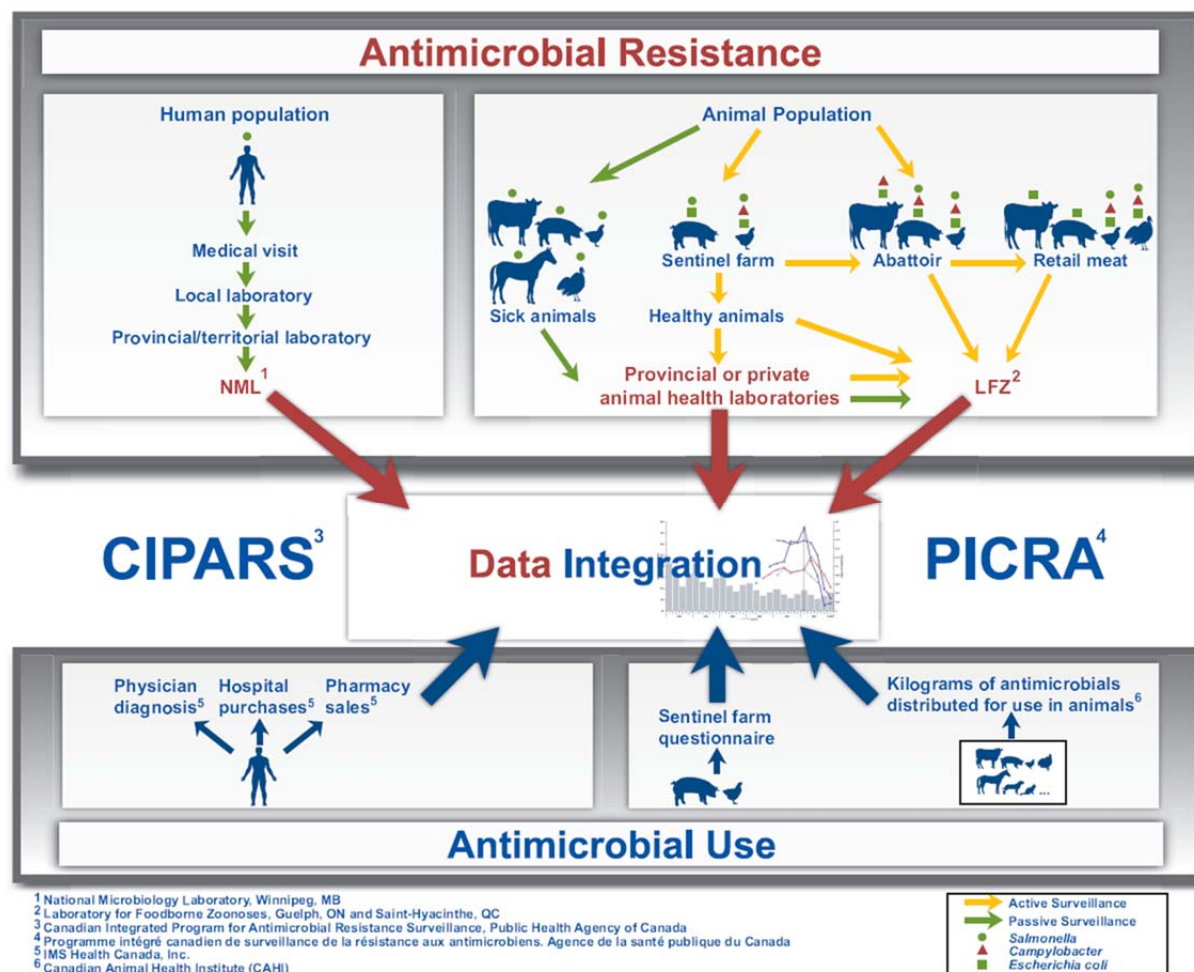 Antimicrobial Resistance
Human population
Medical visit
Local laboratory
Provincial/territorial laboratory
NML1
Animal Population
Sick animals
Sentinel farm
Abattoir
Retail meat
Healthy animals
Provincial or private
animal health laboratories
LFZ2
CIPARS3
Data Integration
PICRA4
Physician
diagnosis5
Hospital
purchases5
Pharmacy
sales5
Sentinel farm
questionnaire
Kilograms of antimicrobials
distributed for use in animals6
...
Antimicrobial Use
1 National Microbiology Laboratory, Winnipeg, MB
2 Laboratory for Foodborne Zoonoses, Guelph, ON and Saint-Hyacinthe, QC
3 Canadian Integrated Program for Antimicrobial Resistance Surveillance, Public Health Agency of Canada
4 Programme intégré canadien de surveillance de la résistance aux antimicrobiens. Agence de la santé publique du Canada
5 IMS Health Canada, Inc.
6 Canadian Animal Health Institute (CAHI)
Active Surveillance
Passive Surveillance
Salmonella
Campylobacter
Escherichia coli